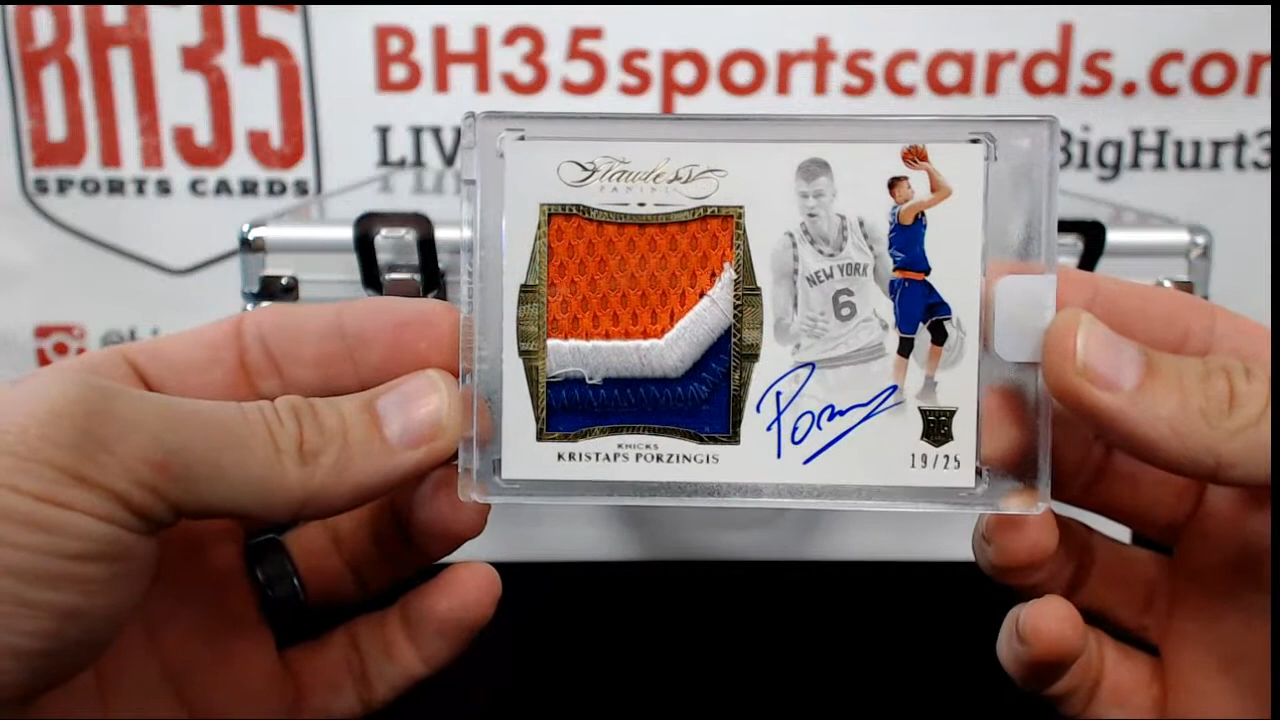 BH35
SPORTS CARDS
BH35sportscards.co
LIV
BigHurt3
Flawless
PANINI
NEW YORK
6
KNICKS
KRISTAPS PORZINGIS
RC
19/25